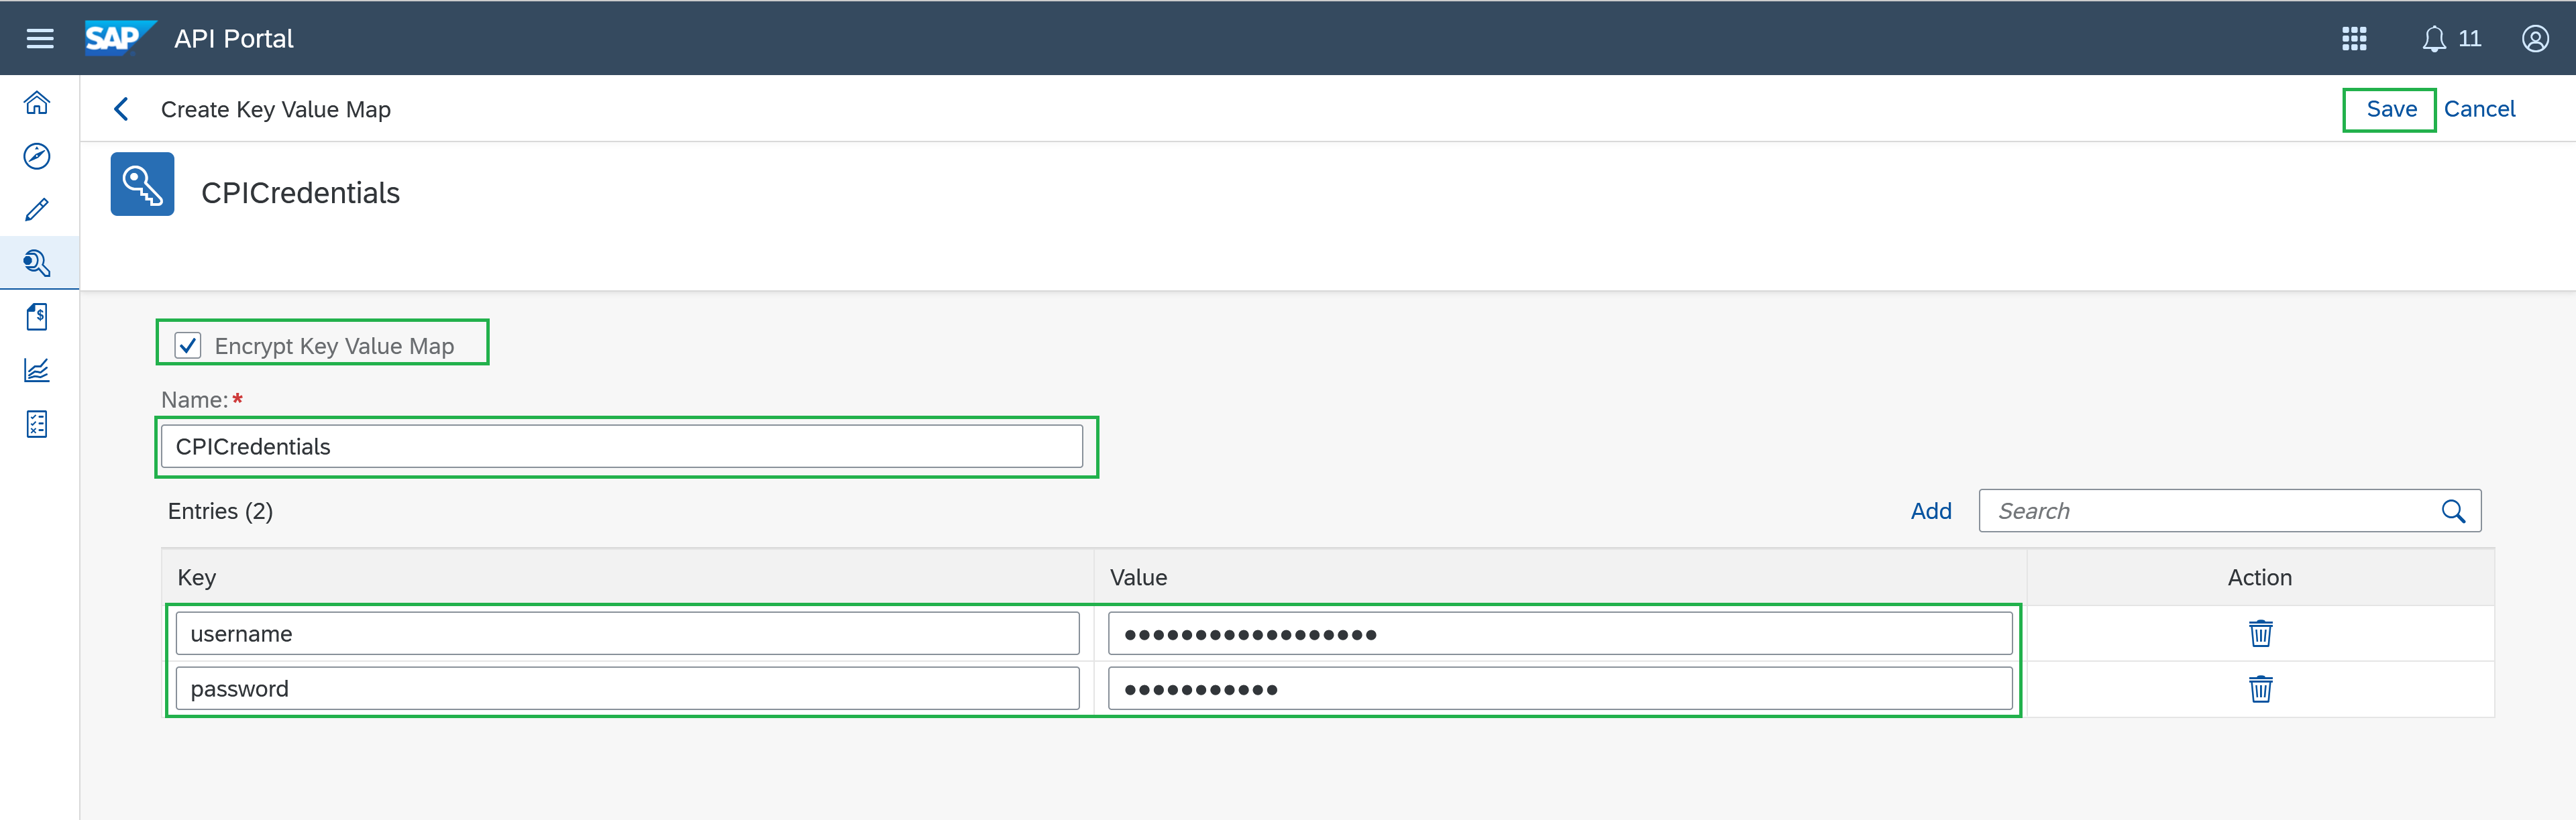 SAP API Portal 11
Create Key Value Map Save Cancel
CPICredentials
Encrypt Key Value Map
Name:*
CPICredentials
Entries (2) Add Search
Key Value Action
username ••••••••••••••••••
password •••••••••••